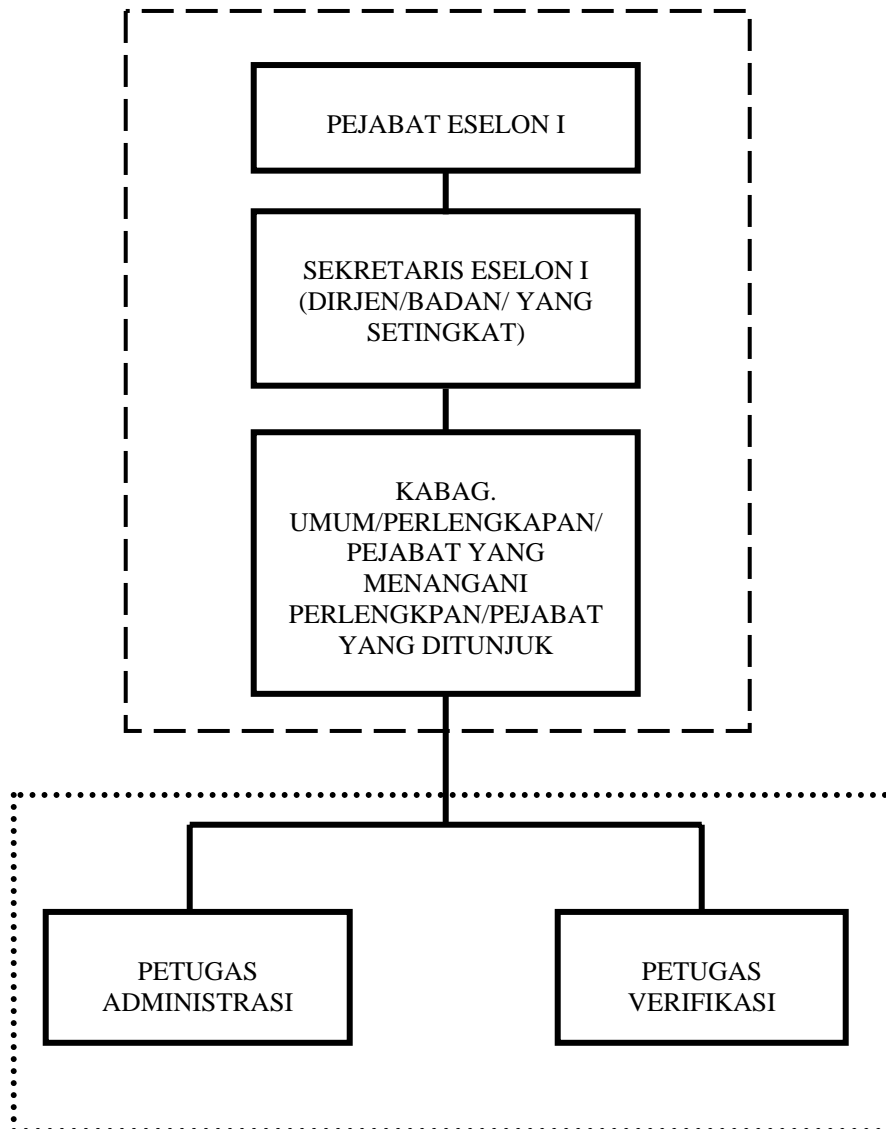 PEJABAT ESELON I
SEKRETARIS ESELON I
(DIRJEN/BADAN/ YANG
SETINGKAT)
KABAG.
UMUM/PERLENGKAPAN/
PEJABAT YANG
MENANGANI
PERLENGKPAN/PEJABAT
YANG DITUNJUK
PETUGAS
ADMINISTRASI
PETUGAS
VERIFIKASI